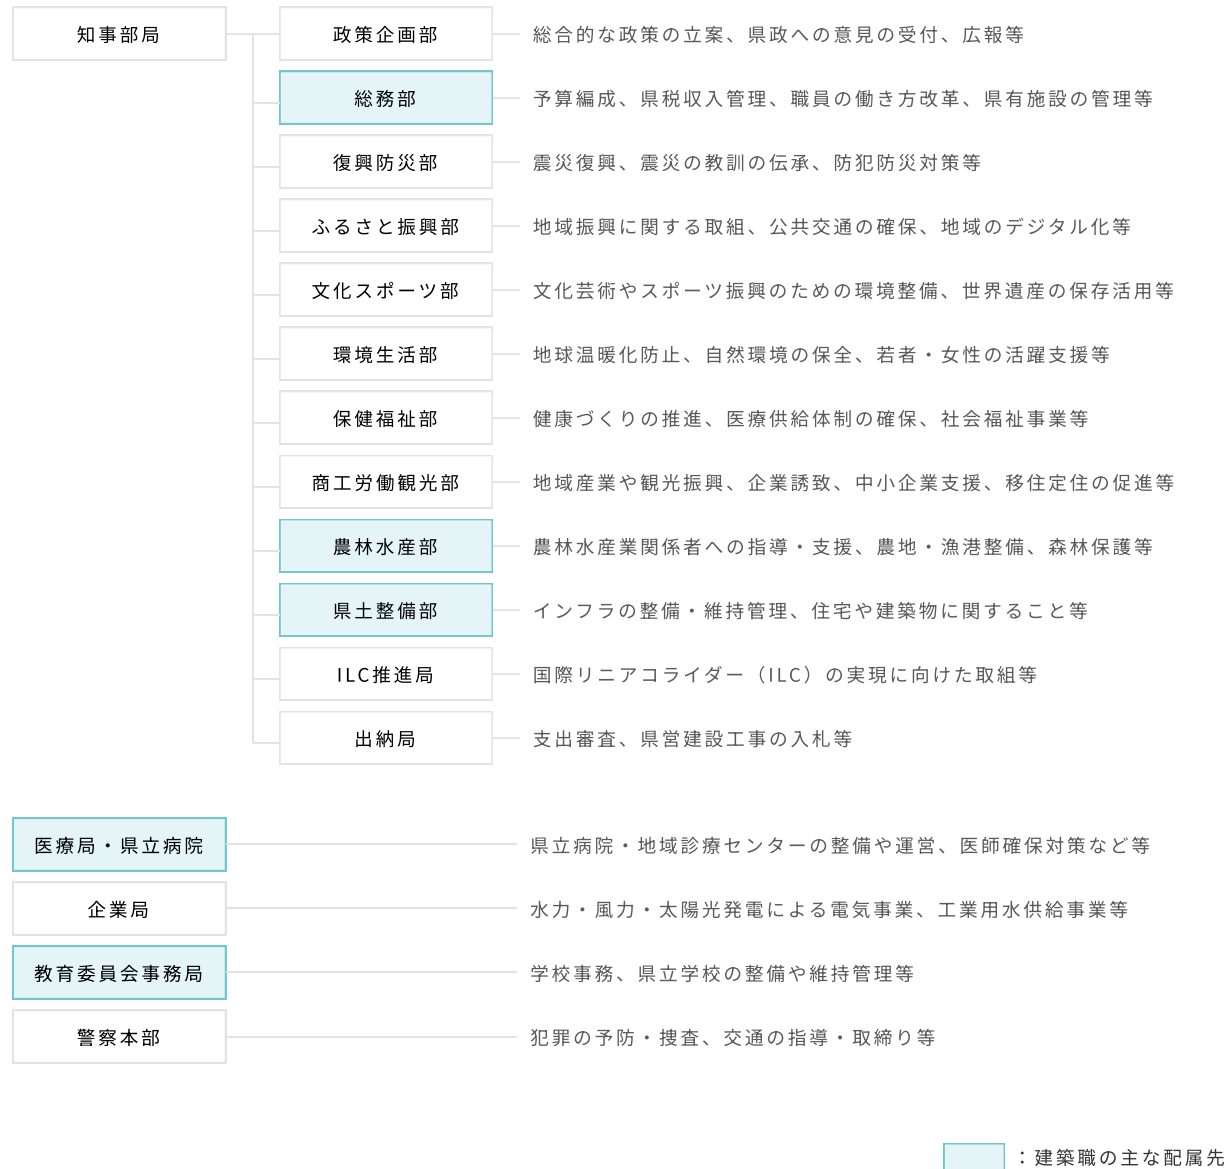 知事部局
政策企画部 総合的な政策の立案、県政への意見の受付、広報等
総務部 予算編成、県税収入管理、職員の働き方改革、県有施設の管理等
復興防災部 震災復興、震災の教訓の伝承、防犯防災対策等
ふるさと振興部 地域振興に関する取組、公共交通の確保、地域のデジタル化等
文化スポーツ部 文化芸術やスポーツ振興のための環境整備、世界遺産の保存活用等
環境生活部 地球温暖化防止、自然環境の保全、若者・女性の活躍支援等
保健福祉部 健康づくりの推進、医療供給体制の確保、社会福祉事業等
商工労働観光部 地域産業や観光振興、企業誘致、中小企業支援、移住定住の促進等
農林水産部 農林水産業関係者への指導・支援、農地・漁港整備、森林保護等
県土整備部 インフラの整備・維持管理、住宅や建築物に関すること等
ILC推進局 国際リニアコライダー（ILC）の実現に向けた取組等
出納局 支出審査、県営建設工事の入札等
医療局・県立病院 県立病院・地域診療センターの整備や運営、医師確保対策など等
企業局 水力・風力・太陽光発電による電気事業、工業用水供給事業等
教育委員会事務局 学校事務、県立学校の整備や維持管理等
警察本部 犯罪の予防・捜査、交通の指導・取締り等
：建築職の主な配属先